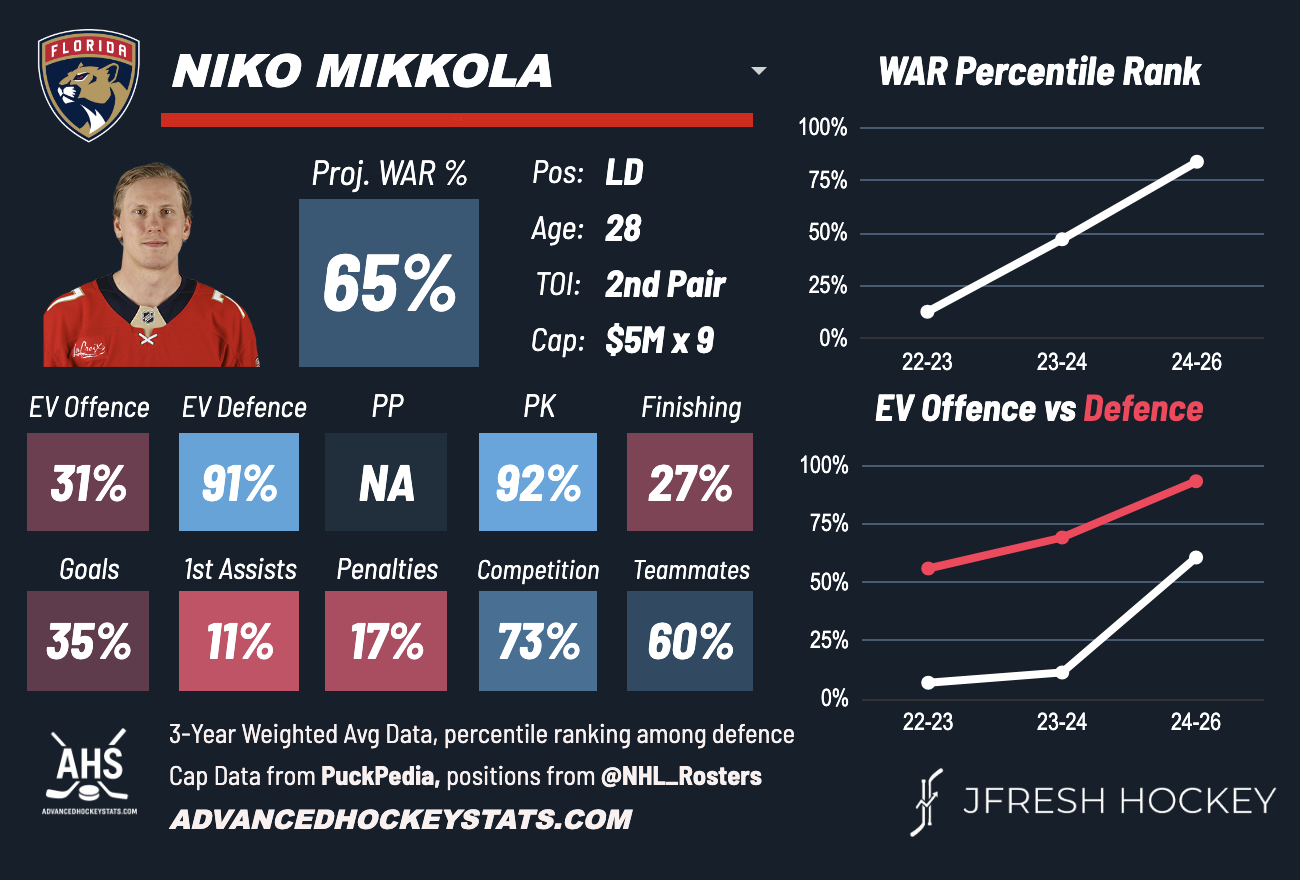 FLORIDA
NIKO MIKKOLA
Proj. WAR %
65%
Pos: LD
Age: 28
TOI: 2nd Pair
Cap: $5M x 9
EV Offence EV Defence PP PK Finishing
31% 91% NA 92% 27%
Goals 1st Assists Penalties Competition Teammates
35% 11% 17% 73% 60%
WAR Percentile Rank
100%
75%
50%
25%
0%
22-23 23-24 24-26
EV Offence vs Defence
100%
75%
50%
25%
0%
22-23 23-24 24-26
AHS
ADVANCEDHOCKEYSTATS.COM
3-Year Weighted Avg Data, percentile ranking among defence
Cap Data from PuckPedia, positions from @NHL_Rosters
ADVANCEDHOCKEYSTATS.COM
JFRESH HOCKEY